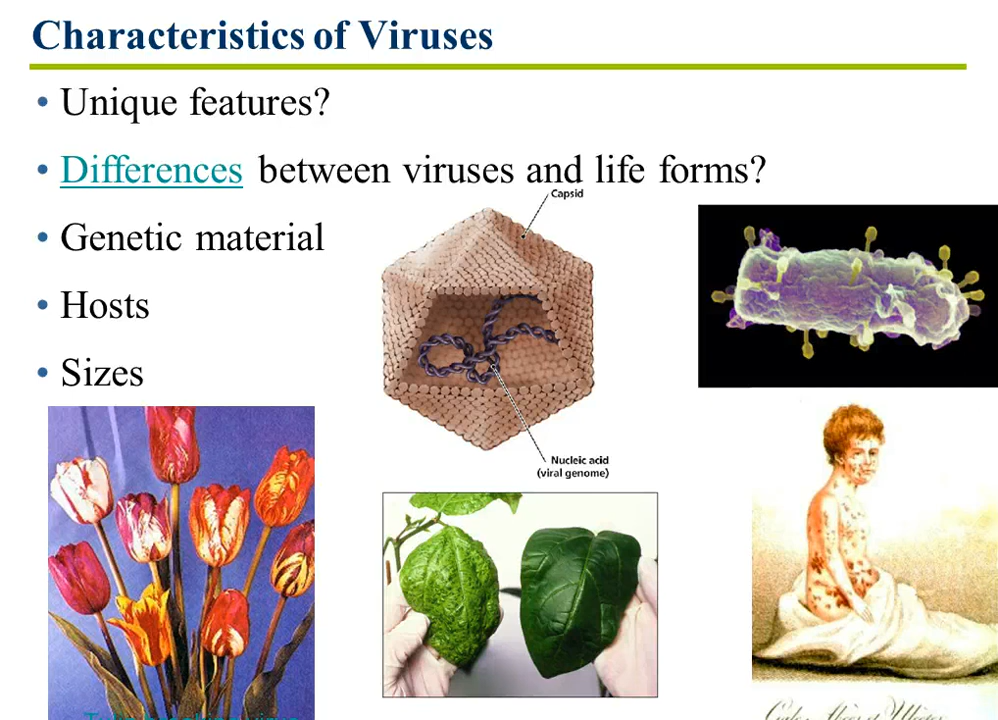 Characteristics of Viruses
• Unique features?
• Differences between viruses and life forms?
Capsid
• Genetic material
• Hosts
• Sizes
Nucleic acid
(viral genome)